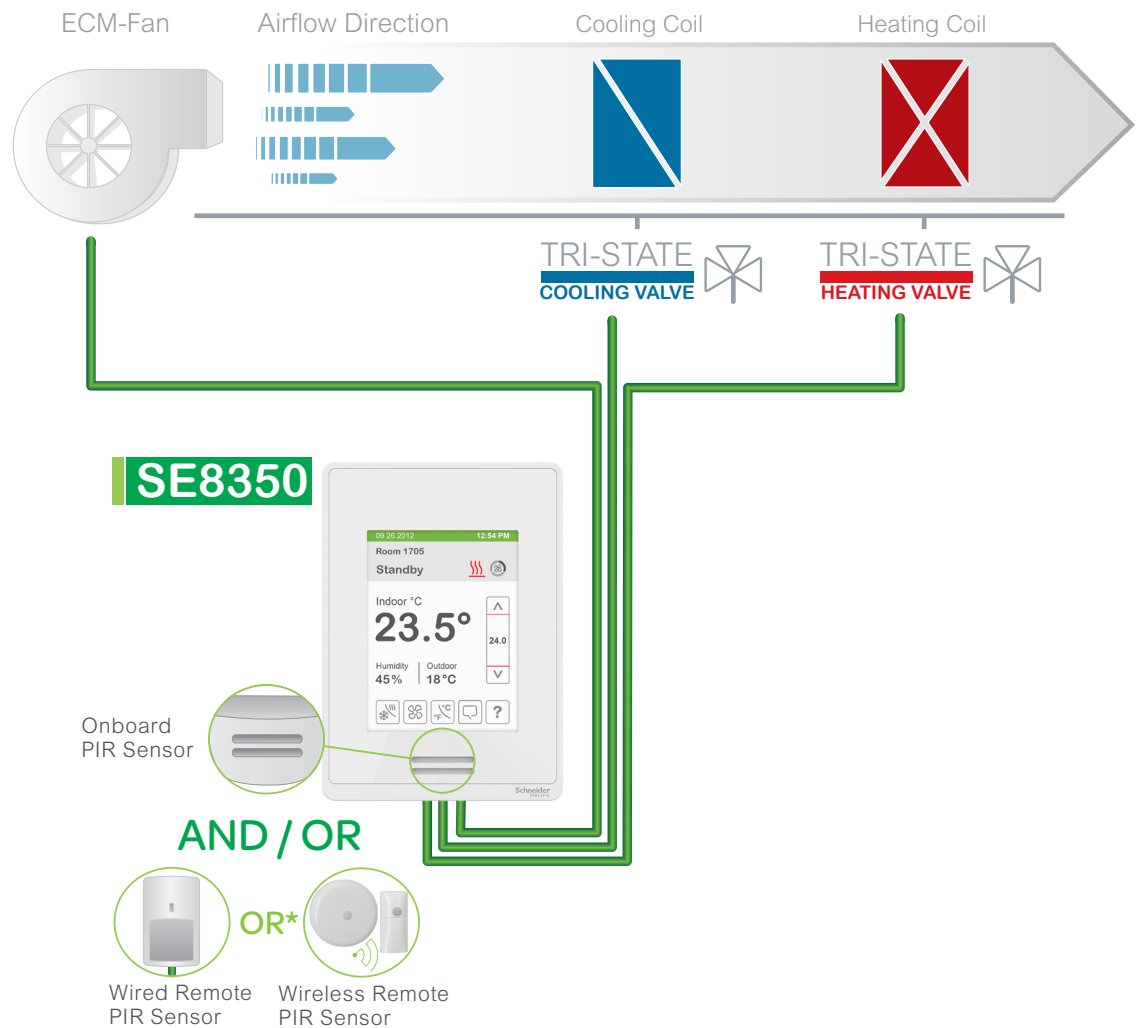 ECM-Fan
Airflow Direction
Cooling Coil
Heating Coil
TRI-STATE
COOLING VALVE
TRI-STATE
HEATING VALVE
SE8350
09.26.2012 12:54 PM
Room 1705
Standby
Indoor °C
23.5°
24.0
Humidity
45%
Outdoor
18°C
°C
°F
?
Schneider
Electric
Onboard
PIR Sensor
AND / OR
OR*
Wired Remote
PIR Sensor
Wireless Remote
PIR Sensor